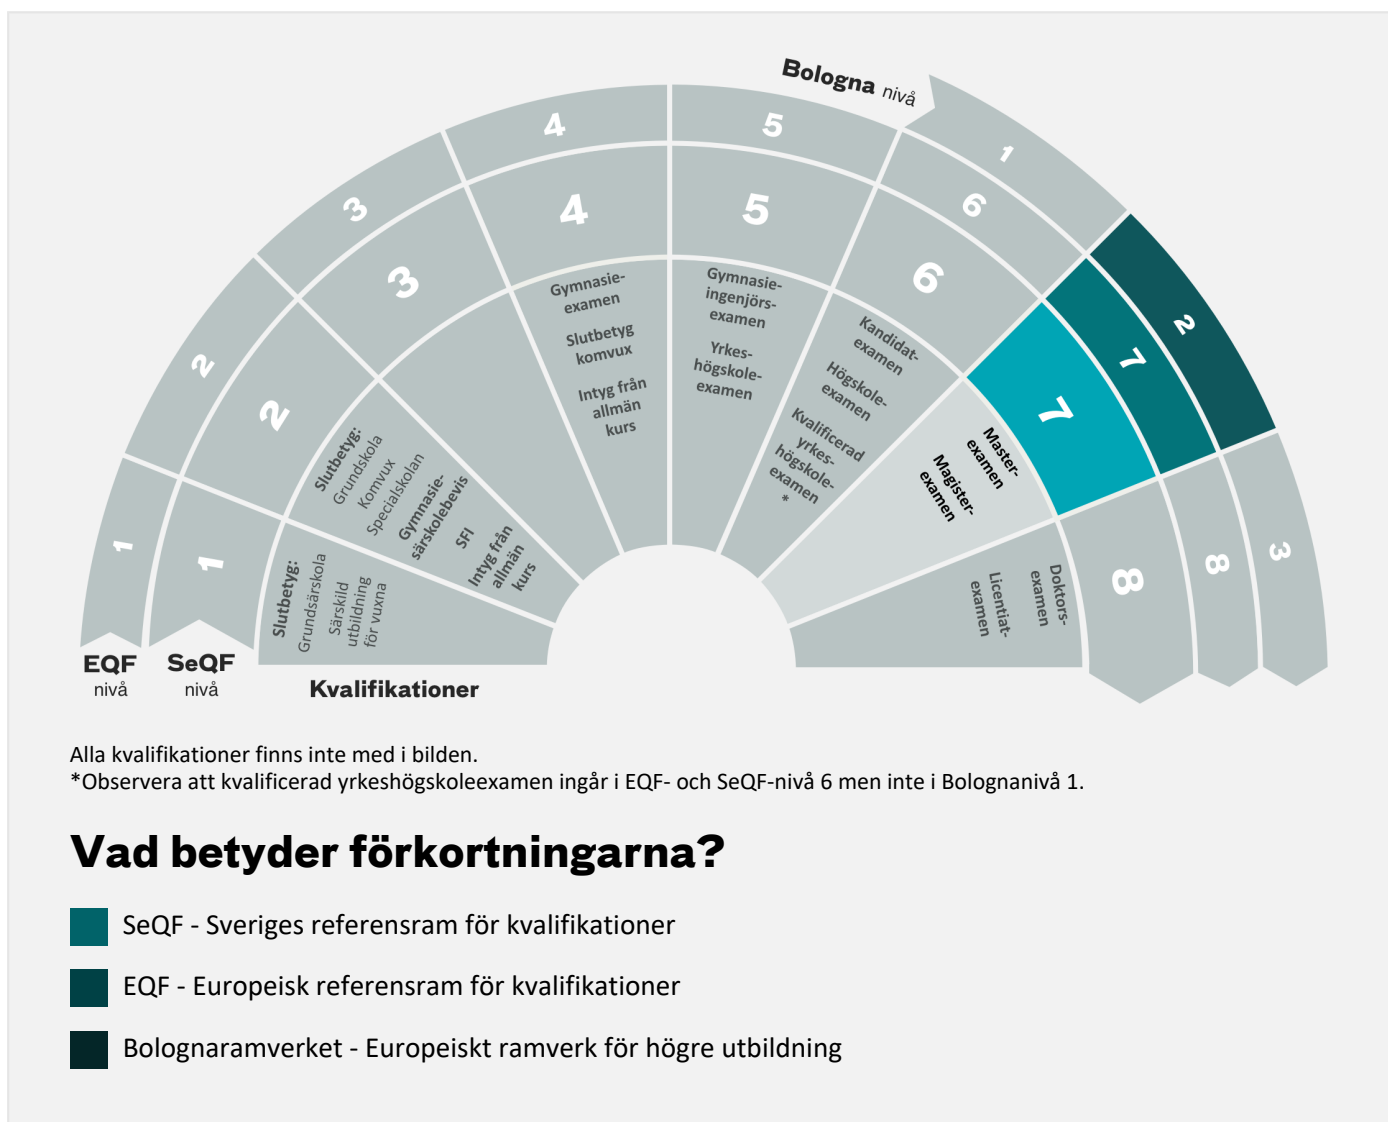 Bologna nivå
1
2
3
4
5
1
2
3
1
2
3
4
5
6
7
8
6
7
8
Slutbetyg:
Grundsärskola
Särskild
utbildning
för vuxna
Slutbetyg:
Grundskola
Komvux
Specialskolan
Gymnasie-
särskolebevis
SFI
Intyg från
allmän
kurs
Gymnasie-
examen
Slutbetyg
komvux
Intyg från
allmän
kurs
Gymnasie-
ingenjörs-
examen
Yrkes-
högskole-
examen
Kandidat-
examen
Högskole-
examen
Kvalificerad
yrkes-
högskole-
examen
*
Master-
examen
Magister-
examen
Doktors-
examen
Licentiat-
examen
EQF
nivå
SeQF
nivå
Kvalifikationer
Alla kvalifikationer finns inte med i bilden.
*Observera att kvalificerad yrkeshögskoleexamen ingår i EQF- och SeQF-nivå 6 men inte i Bolognanivå 1.
Vad betyder förkortningarna?
SeQF - Sveriges referensram för kvalifikationer
EQF - Europeisk referensram för kvalifikationer
Bolognaramverket - Europeiskt ramverk för högre utbildning